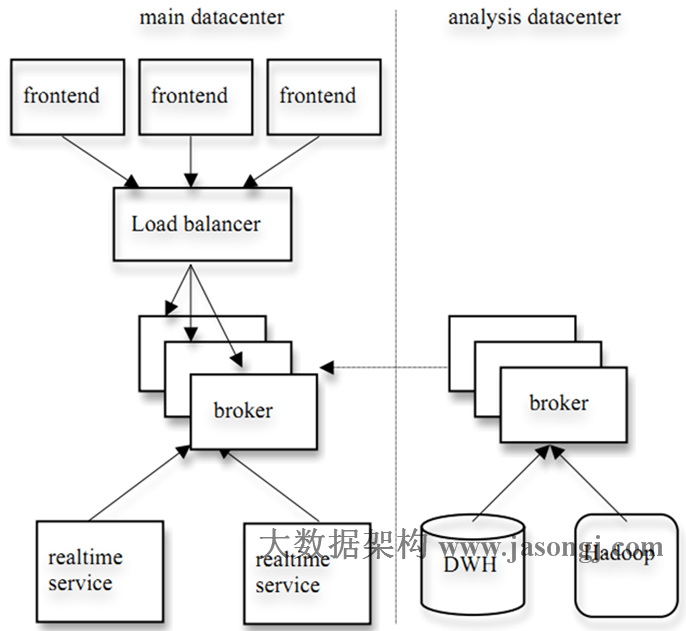 main datacenter
analysis datacenter
frontend
frontend
frontend
Load balancer
broker
broker
realtime
service
realtime
service
DWH
Hadoop
大数据架构 www.jasongj.com